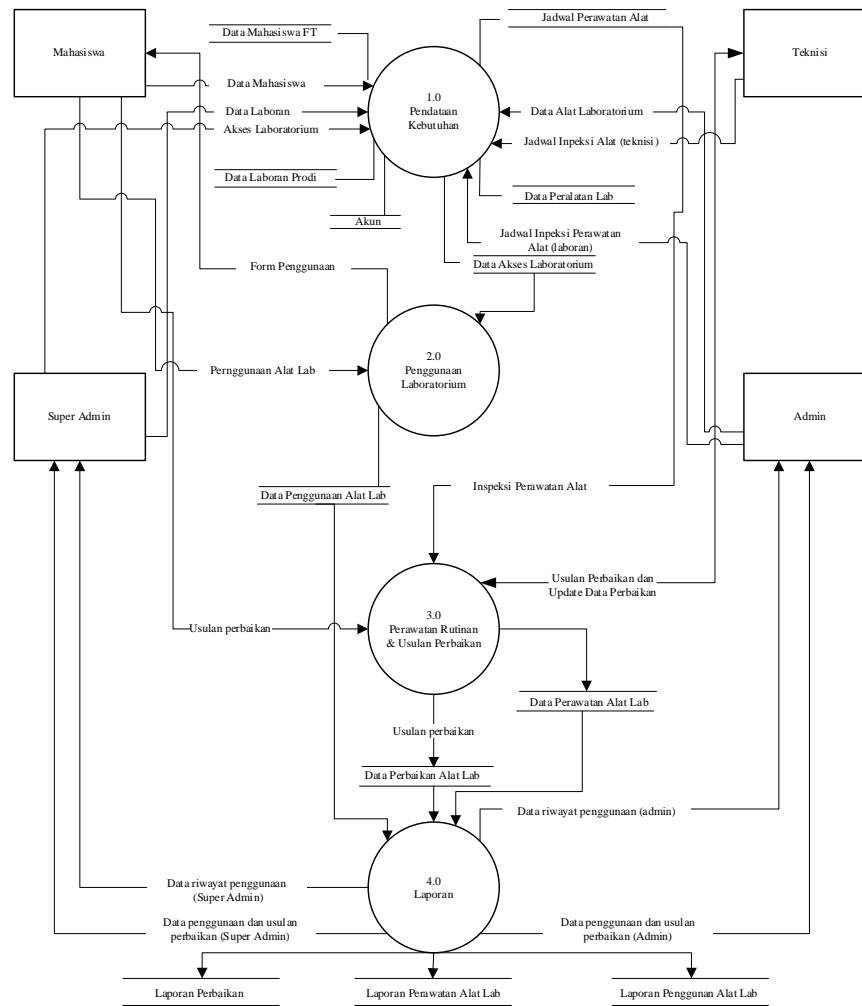 Data Mahasiswa FT
Jadwal Perawatan Alat
Mahasiswa
Teknisi
1.0
Pendataan
Kebutuhan
Data Mahasiswa
Data Laboran
Akses Laboratorium
Data Alat Laboratorium
Jadwal Inpeksi Alat (teknisi)
Data Laboran Prodi
Data Peralatan Lab
Akun
Jadwal Inpeksi Perawatan
Alat (laboran)
Form Penggunaan
Data Akses Laboratorium
2.0
Penggunaan
Laboratorium
Pernggunaan Alat Lab
Super Admin
Admin
Data Penggunaan Alat Lab
Inspeksi Perawatan Alat
3.0
Perawatan Rutinan
& Usulan Perbaikan
Usulan Perbaikan dan
Update Data Perbaikan
Usulan perbaikan
Data Perawatan Alat Lab
Usulan perbaikan
Data Perbaikan Alat Lab
Data riwayat penggunaan (admin)
4.0
Laporan
Data riwayat penggunaan
(Super Admin)
Data penggunaan dan usulan
perbaikan (Super Admin)
Data penggunaan dan usulan
perbaikan (Admin)
Laporan Perbaikan
Laporan Perawatan Alat Lab
Laporan Penggunan Alat Lab